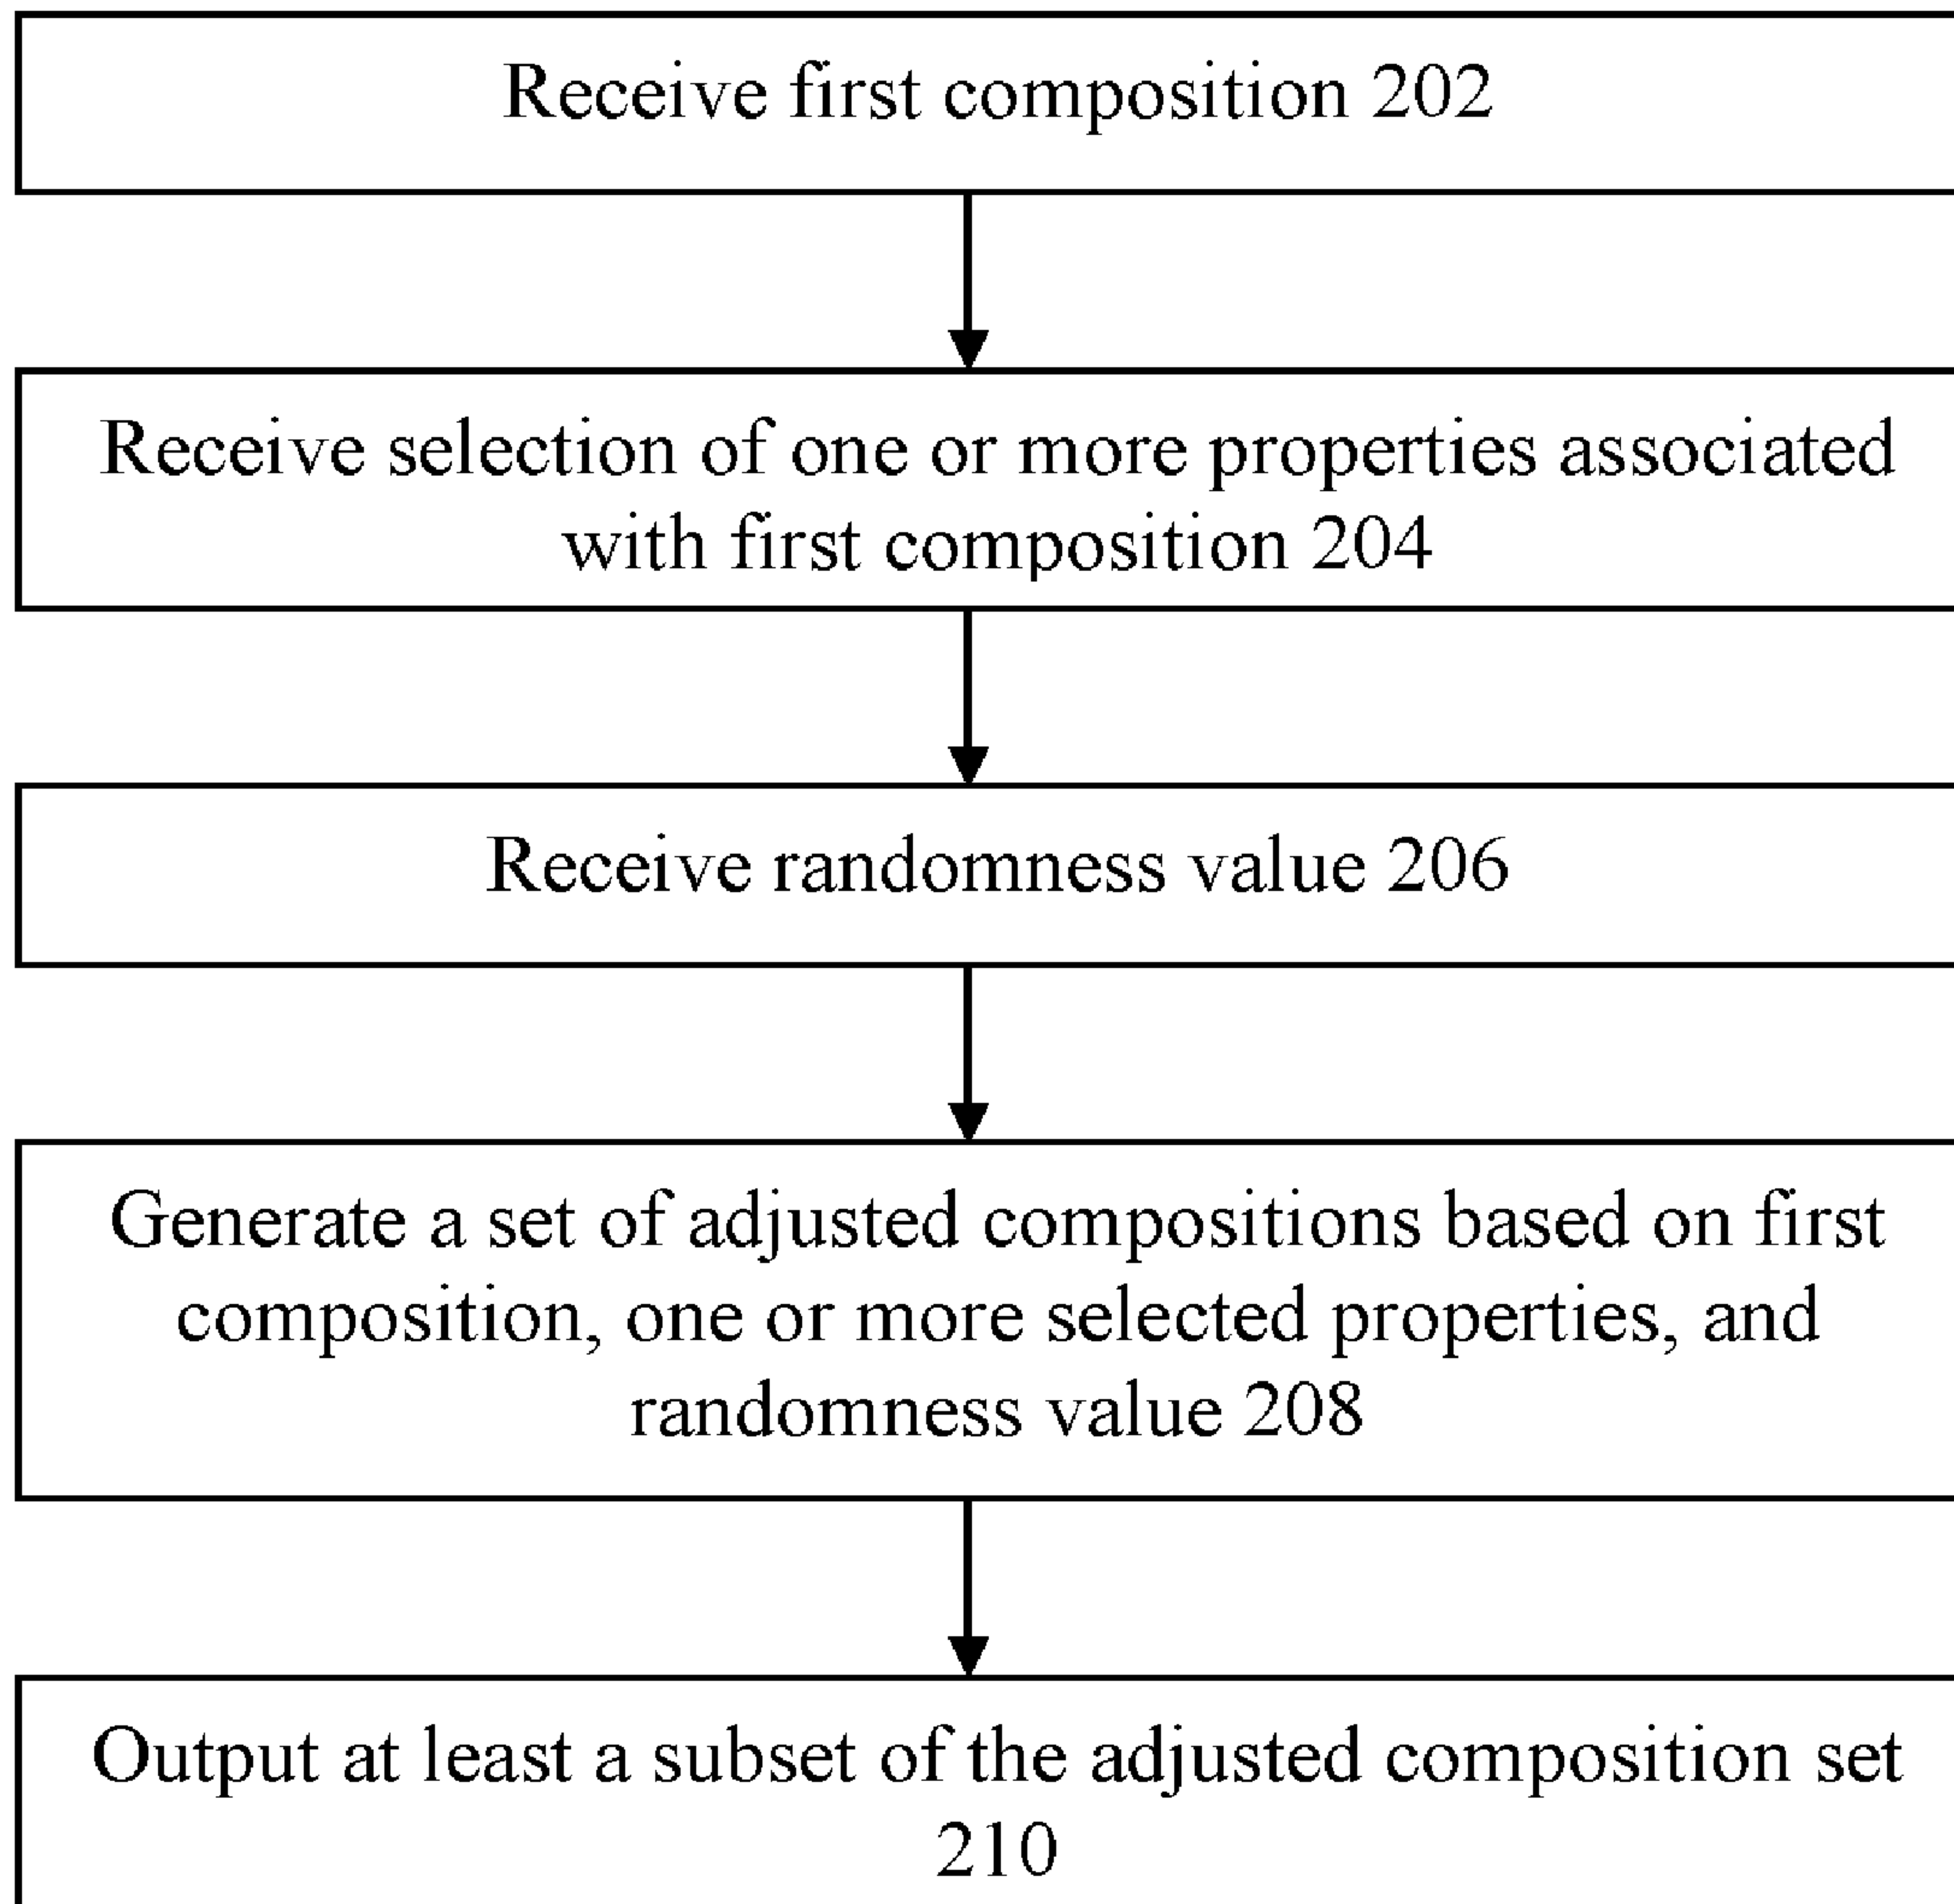 Receive first composition 202
Receive selection of one or more properties associated
with first composition 204
Receive randomness value 206
Generate a set of adjusted compositions based on first
composition, one or more selected properties, and
randomness value 208
Output at least a subset of the adjusted composition set
210